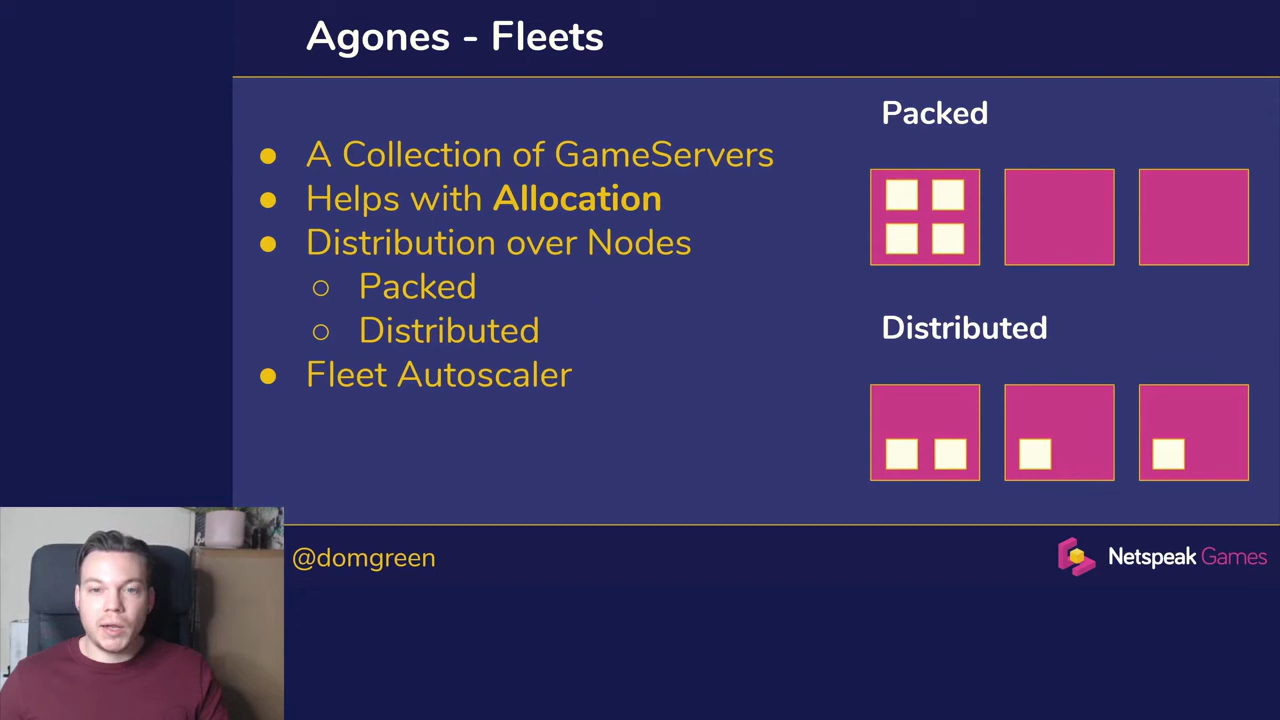 Agones - Fleets
● A Collection of GameServers
● Helps with Allocation
● Distribution over Nodes
○ Packed
○ Distributed
● Fleet Autoscaler
Packed
Distributed
@domgreen
Netspeak Games